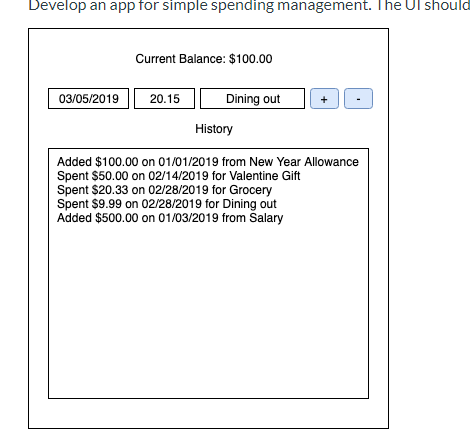 Develop an app for simple spending management. The UI should
Current Balance: $100.00
03/05/2019 20.15 Dining out + -
History
Added $100.00 on 01/01/2019 from New Year Allowance
Spent $50.00 on 02/14/2019 for Valentine Gift
Spent $20.33 on 02/28/2019 for Grocery
Spent $9.99 on 02/28/2019 for Dining out
Added $500.00 on 01/03/2019 from Salary